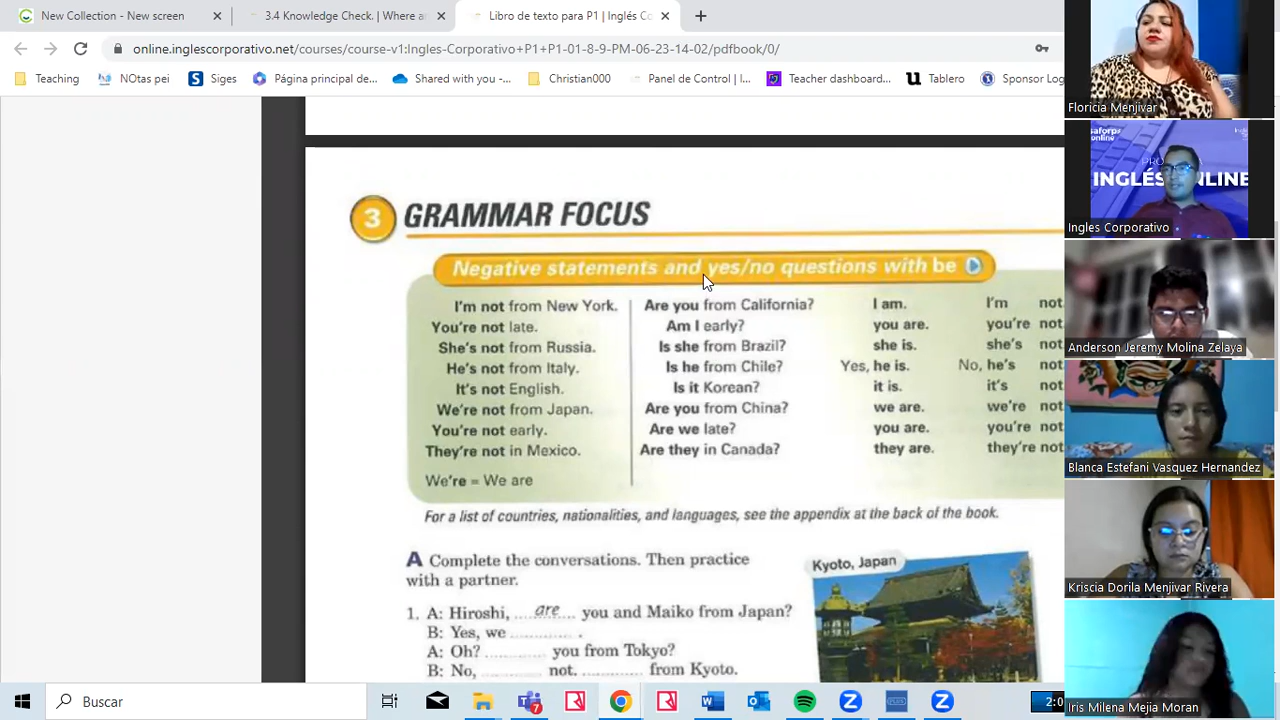 New Collection - New screen
3.4 Knowledge Check. | Where a
Libro de texto para P1 | Inglés Co
online.inglescorporativo.net/courses/course-v1:Ingles-Corporativo+P1+P1-01-8-9-PM-06-23-14-02/pdfbook/0/
Teaching
NOtas pei
Siges
Página principal de...
Shared with you -...
Christian000
Panel de Control | I...
Teacher dashboard...
Tablero
Sponsor Log
3 GRAMMAR FOCUS
Negative statements and yes/no questions with be
I'm not from New York. Are you from California? I am. I'm not.
You're not late. Am I early? you are. you're not.
She's not from Russia. Is she from Brazil? she is. she's not.
He's not from Italy. Is he from Chile? Yes, he is. No, he's not.
It's not English. Is it Korean? it is. it's not.
We're not from Japan. Are you from China? we are. we're not.
You're not early. Are we late? you are. you're not.
They're not in Mexico. Are they in Canada? they are. they're not
We're = We are
For a list of countries, nationalities, and languages, see the appendix at the back of the book.
A Complete the conversations. Then practice
with a partner.
Kyoto, Japan
1. A: Hiroshi, are you and Maiko from Japan?
B: Yes, we ............ .
A: Oh? ............ you from Tokyo?
B: No, ............ not. ............ from Kyoto.
Floricia Menjivar
saforp
online
PRO
INGLÉS ONLINE
Ingles Corporativo
Anderson Jeremy Molina Zelaya
Blanca Estefani Vasquez Hernandez
Kriscia Dorila Menjivar Rivera
Iris Milena Mejia Moran
Buscar
7
2:0